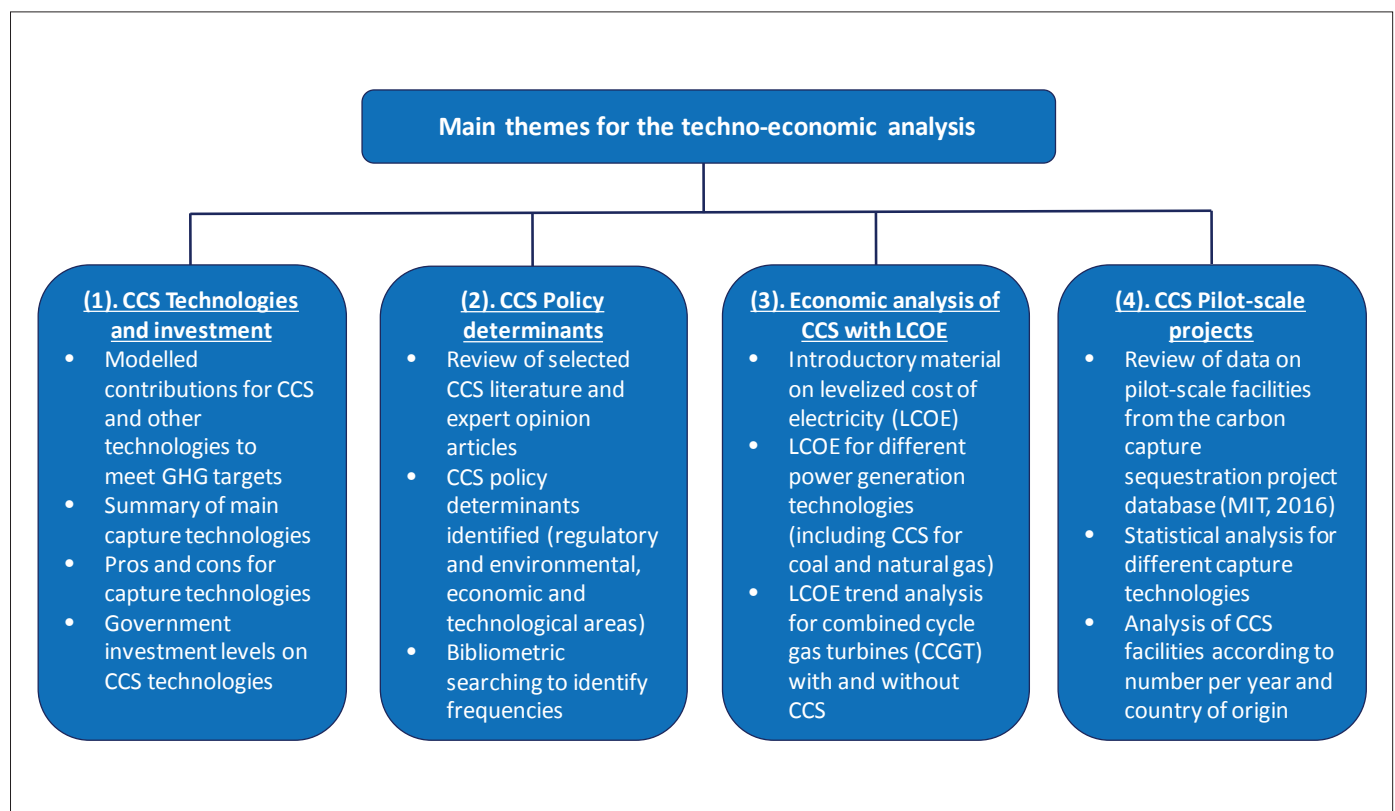 Main themes for the techno-economic analysis
(1). CCS Technologies
and investment
• Modelled
contributions for CCS
and other
technologies to
meet GHG targets
• Summary of main
capture technologies
• Pros and cons for
capture technologies
• Government
investment levels on
CCS technologies
(2). CCS Policy
determinants
• Review of selected
CCS literature and
expert opinion
articles
• CCS policy
determinants
identified (regulatory
and environmental,
economic and
technological areas)
• Bibliometric
searching to identify
frequencies
(3). Economic analysis of
CCS with LCOE
• Introductory material
on levelized cost of
electricity (LCOE)
• LCOE for different
power generation
technologies
(including CCS for
coal and natural gas)
• LCOE trend analysis
for combined cycle
gas turbines (CCGT)
with and without
CCS
(4). CCS Pilot-scale
projects
• Review of data on
pilot-scale facilities
from the carbon
capture
sequestration project
database (MIT, 2016)
• Statistical analysis for
different capture
technologies
• Analysis of CCS
facilities according to
number per year and
country of origin